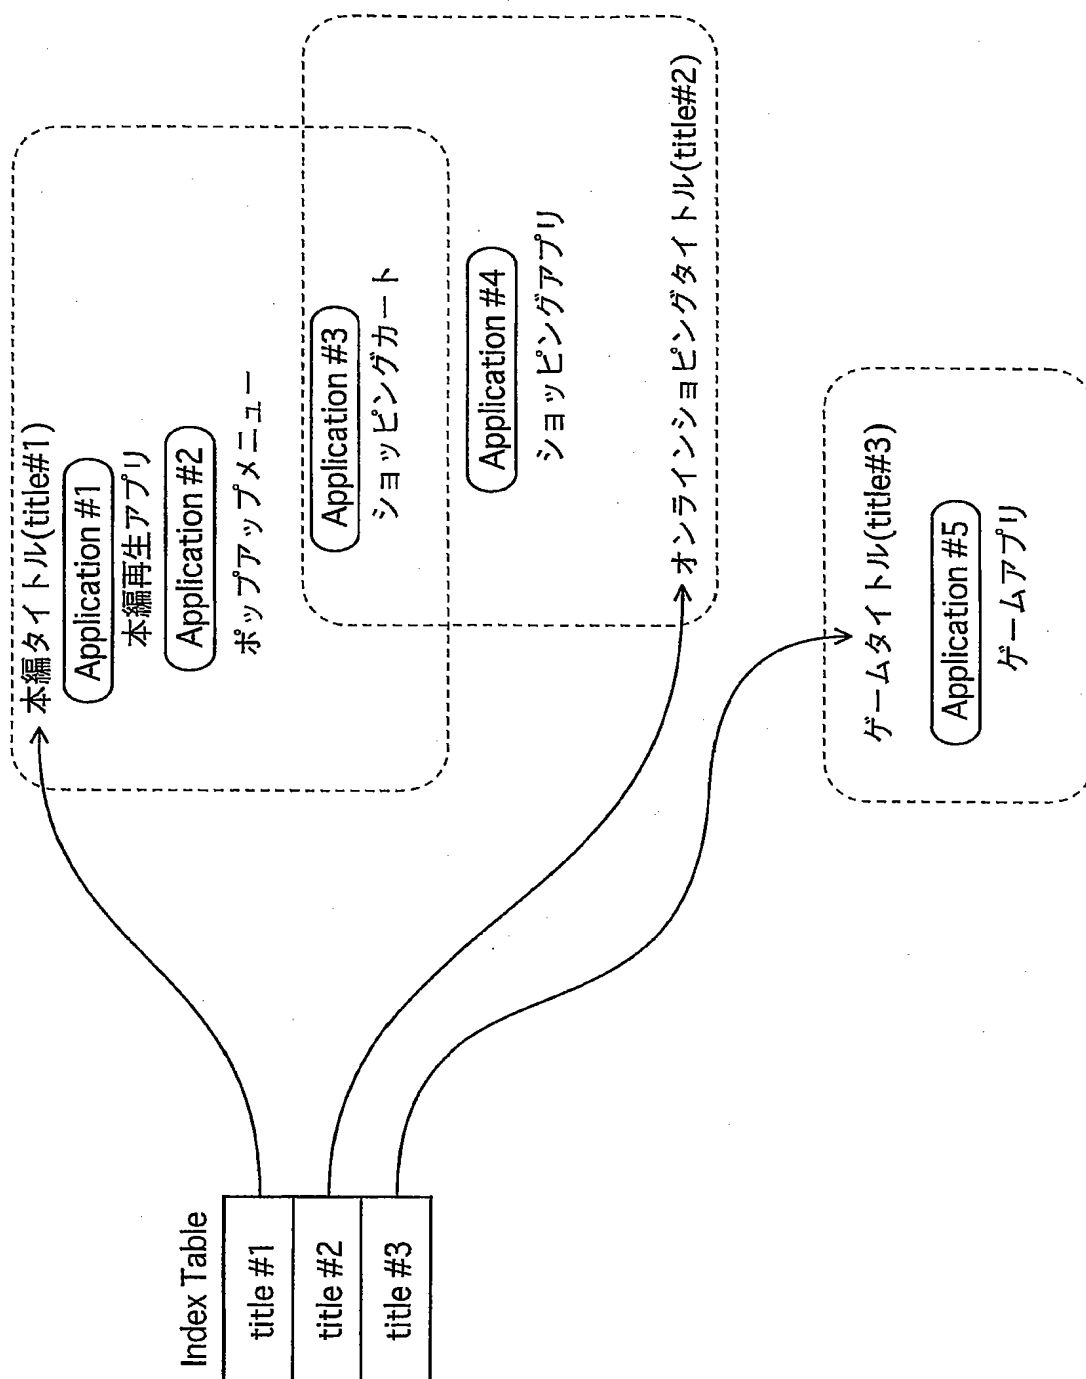 Index Table
title #1
title #2
title #3
本編タイトル(title#1)
Application #1
本編再生アプリ
Application #2
ポップアップメニュー
Application #3
ショッピングカート
Application #4
ショッピングアプリ
オンラインショピングタイトル(title#2)
ゲームタイトル(title#3)
Application #5
ゲームアプリ